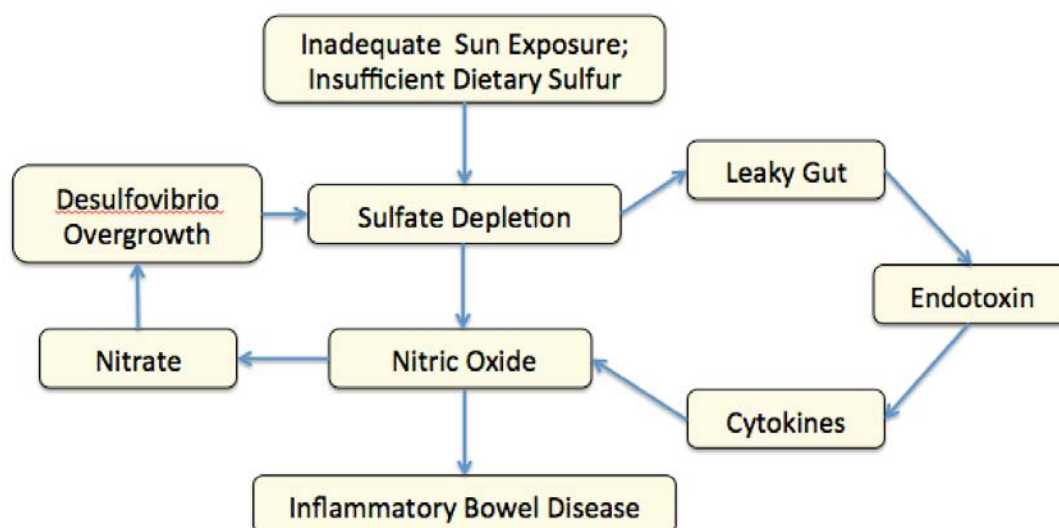 Inadequate Sun Exposure;
Insufficient Dietary Sulfur
Leaky Gut
Desulfovibrio
Overgrowth
Sulfate Depletion
Endotoxin
Nitrate
Nitric Oxide
Cytokines
Inflammatory Bowel Disease